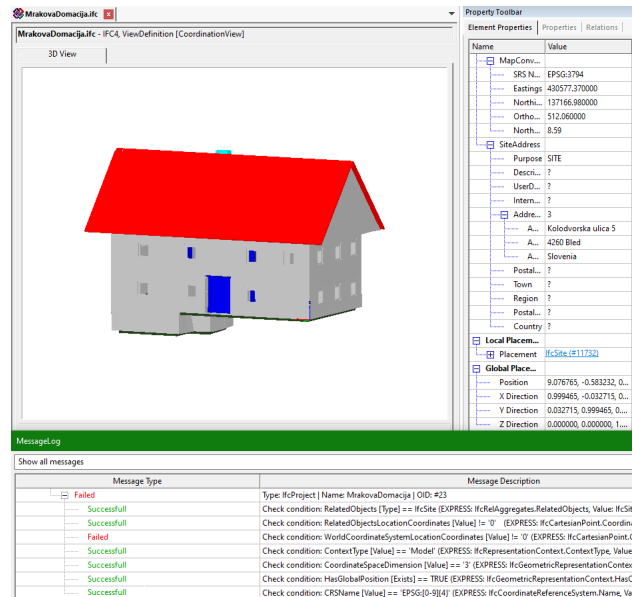 MrakovaDomacija.ifc
MrakovaDomacija.ifc - IFC4, ViewDefinition [CoordinationView]
3D View
Property Toolbar
Element Properties Properties Relations
Name Value
MapConv...
SRS N... EPSG:3794
Eastings 430577.370000
Northi... 137166.980000
Ortho... 512.060000
North... 8.59
SiteAddress
Purpose SITE
Descri... ?
UserD... ?
Intern... ?
Addre... 3
A... Kolodvorska ulica 5
A... 4260 Bled
A... Slovenia
Postal... ?
Town ?
Region ?
Postal... ?
Country ?
Local Placem...
Placement IfcSite (#11732)
Global Place...
Position 9.076765, -0.583232, 0...
X Direction 0.999465, -0.032715, 0...
Y Direction 0.032715, 0.999465, 0....
Z Direction 0.000000, 0.000000, 1....
MessageLog
Show all messages
Message Type Message Description
Failed Type: IfcProject | Name: MrakovaDomacija | OID: #23
Successfull Check condition: RelatedObjects [Type] == IfcSite (EXPRESS: IfcRelAggregates.RelatedObjects, Value: IfcSit
Successfull Check condition: RelatedObjectsLocationCoordinates [Value] != '0' (EXPRESS: IfcCartesianPoint.Coordina
Failed Check condition: WorldCoordinateSystemLocationCoordinates [Value] != '0' (EXPRESS: IfcCartesianPoint.C
Successfull Check condition: ContextType [Value] == 'Model' (EXPRESS: IfcRepresentationContext.ContextType, Value
Successfull Check condition: CoordinateSpaceDimension [Value] == '3' (EXPRESS: IfcGeometricRepresentationContext
Successfull Check condition: HasGlobalPosition [Exists] == TRUE (EXPRESS: IfcGeometricRepresentationContext.HasC
Successfull Check condition: CRSName [Value] == 'EPSG:[0-9]{4}' (EXPRESS: IfcCoordinateReferenceSystem.Name, Va